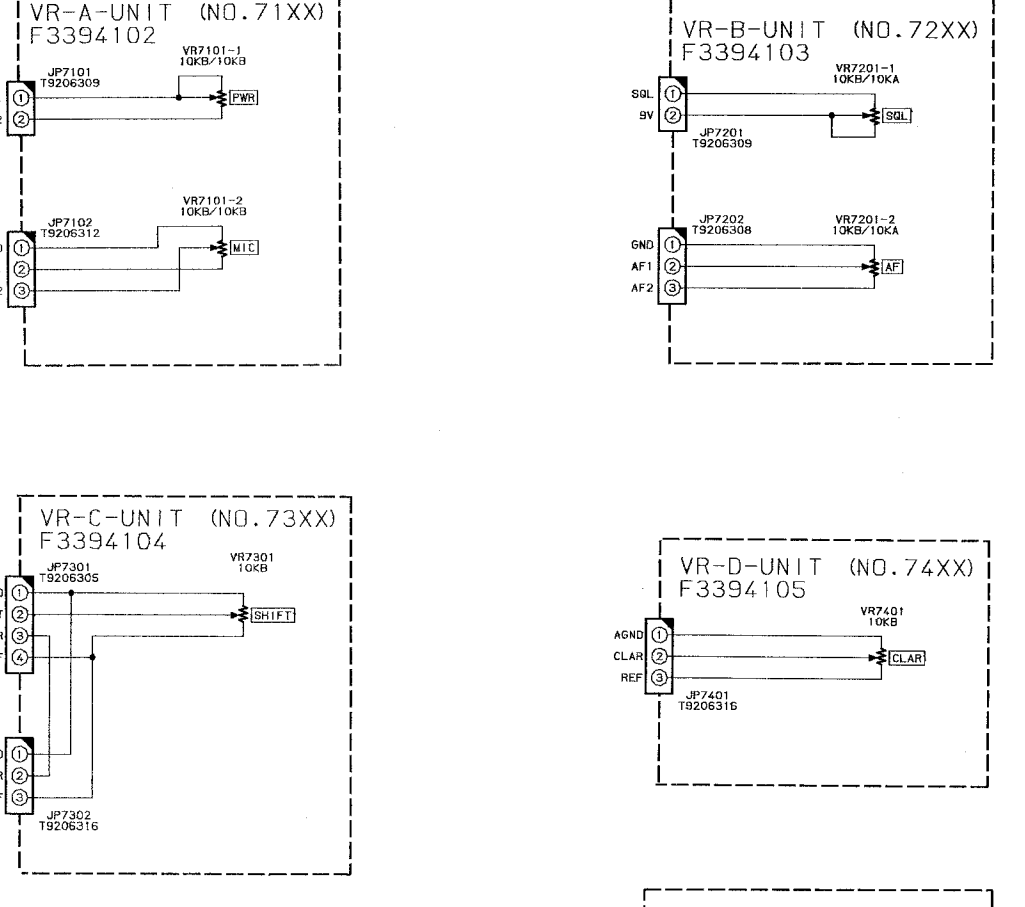 VR-A-UNIT (NO.71XX)
F3394102
VR7101-1
10KB/10KB
JP7101
T9206309
1
2
PWR
VR7101-2
10KB/10KB
JP7102
T9206312
1
2
3
MIC
VR-B-UNIT (NO.72XX)
F3394103
VR7201-1
10KB/10KA
SQL 1
9V 2
SQL
JP7201
T9206309
JP7202
T9206308
VR7201-2
10KB/10KA
GND 1
AF1 2
AF2 3
AF
VR-C-UNIT (NO.73XX)
F3394104
JP7301
T9206305
VR7301
10KB
1
2
3
4
SHIFT
1
2
3
JP7302
T9206316
VR-D-UNIT (NO.74XX)
F3394105
VR7401
10KB
AGND 1
CLAR 2
REF 3
CLAR
JP7401
T9206316